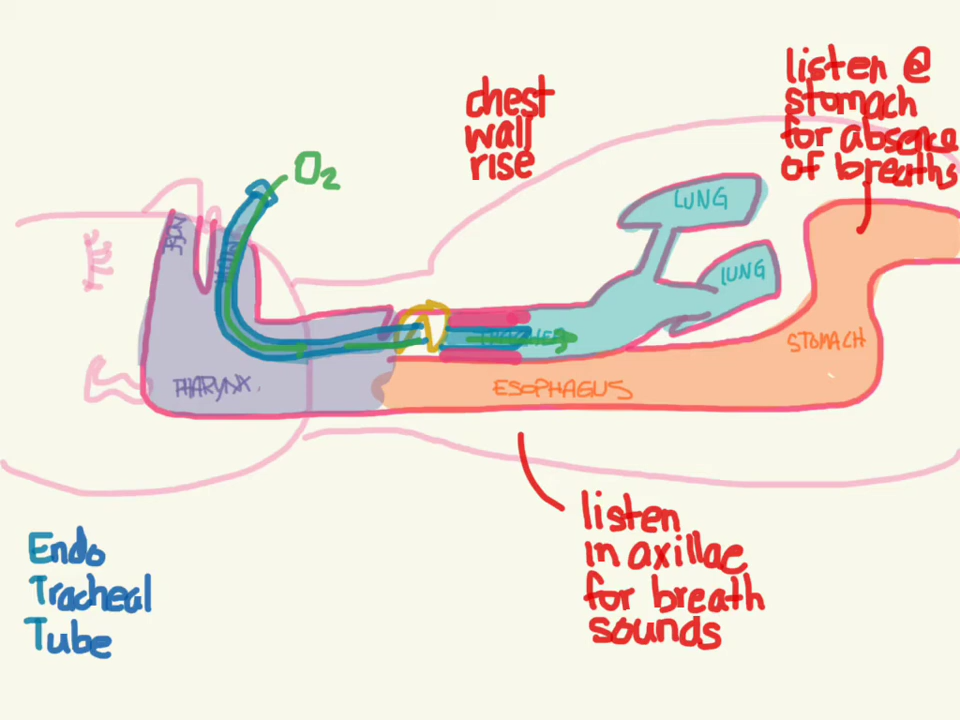 listen @
stomach
for absence
of breaths
chest
wall
rise
O2
LUNG
LUNG
TRACHEA
STOMACH
PHARYNX.
ESOPHAGUS
listen
in axillae
for breath
sounds
Endo
Tracheal
Tube